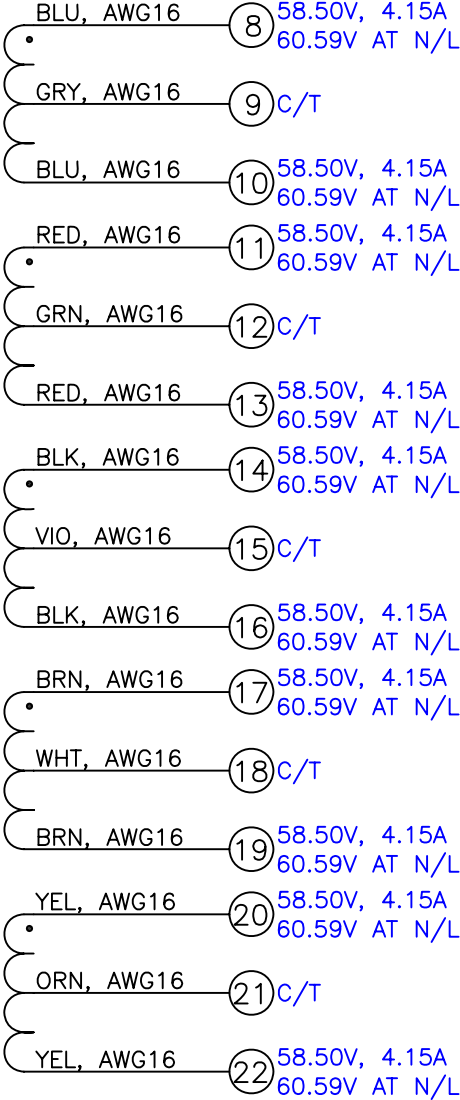 BLU, AWG16 8 58.50V, 4.15A
60.59V AT N/L
GRY, AWG16 9 C/T
BLU, AWG16 10 58.50V, 4.15A
60.59V AT N/L
RED, AWG16 11 58.50V, 4.15A
60.59V AT N/L
GRN, AWG16 12 C/T
RED, AWG16 13 58.50V, 4.15A
60.59V AT N/L
BLK, AWG16 14 58.50V, 4.15A
60.59V AT N/L
VIO, AWG16 15 C/T
BLK, AWG16 16 58.50V, 4.15A
60.59V AT N/L
BRN, AWG16 17 58.50V, 4.15A
60.59V AT N/L
WHT, AWG16 18 C/T
BRN, AWG16 19 58.50V, 4.15A
60.59V AT N/L
YEL, AWG16 20 58.50V, 4.15A
60.59V AT N/L
ORN, AWG16 21 C/T
YEL, AWG16 22 58.50V, 4.15A
60.59V AT N/L